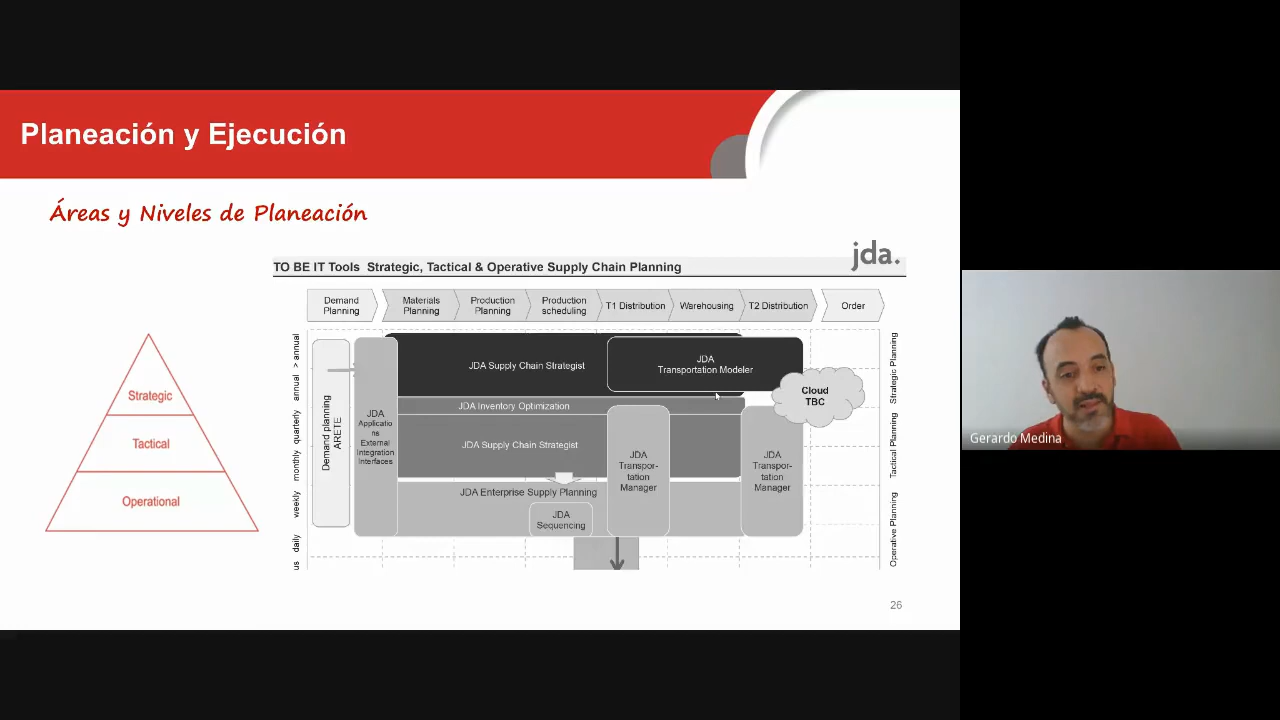 Planeación y Ejecución
Áreas y Niveles de Planeación
jda.
TO BE IT Tools Strategic, Tactical & Operative Supply Chain Planning
Demand
Planning
Materials
Planning
Production
Planning
Production
scheduling
T1 Distribution
Warehousing
T2 Distribution
Order
Strategic
Tactical
Operational
annual > annual
monthly qbaterly
weekly
daily
us
Demand planning
ARETE
JDA
Applicatio
ns
External
Integration
Interfaces
JDA Supply Chain Strategist
JDA
Transportation Modeler
JDA Inventory Optimization
JDA Supply Chain Strategist
JDA Enterprise Supply Planning
JDA
Sequencing
JDA
Transpor-
tation
Manager
JDA
Transpor-
tation
Manager
Cloud
TBC
Strategic Planning
Tactical Planning
Operative Planning
26
Gerardo Medina